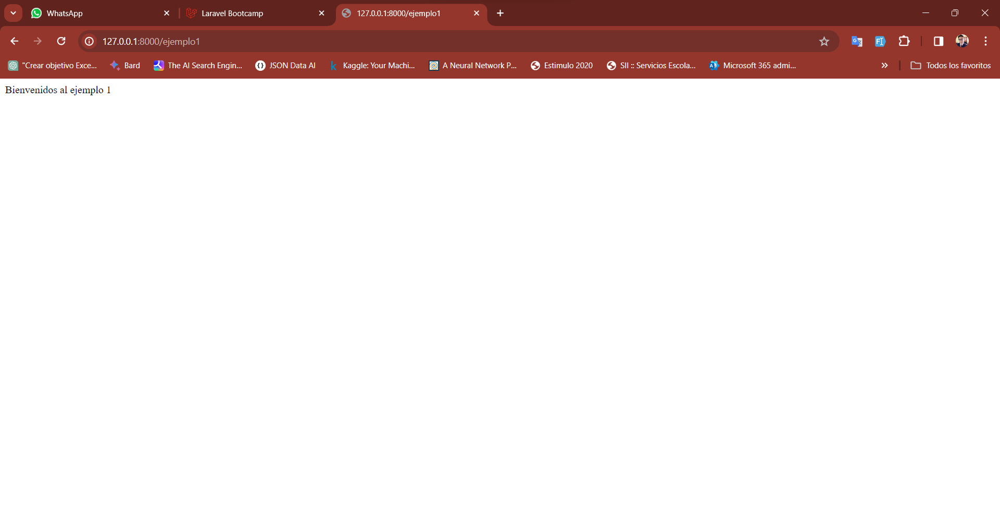 WhatsApp
Laravel Bootcamp
127.0.0.1:8000/ejemplo1
127.0.0.1:8000/ejemplo1
"Crear objetivo Exce...
Bard
The AI Search Engin...
JSON Data AI
Kaggle: Your Machi...
A Neural Network P...
Estimulo 2020
SII :: Servicios Escola...
Microsoft 365 admi...
Todos los favoritos
Bienvenidos al ejemplo 1